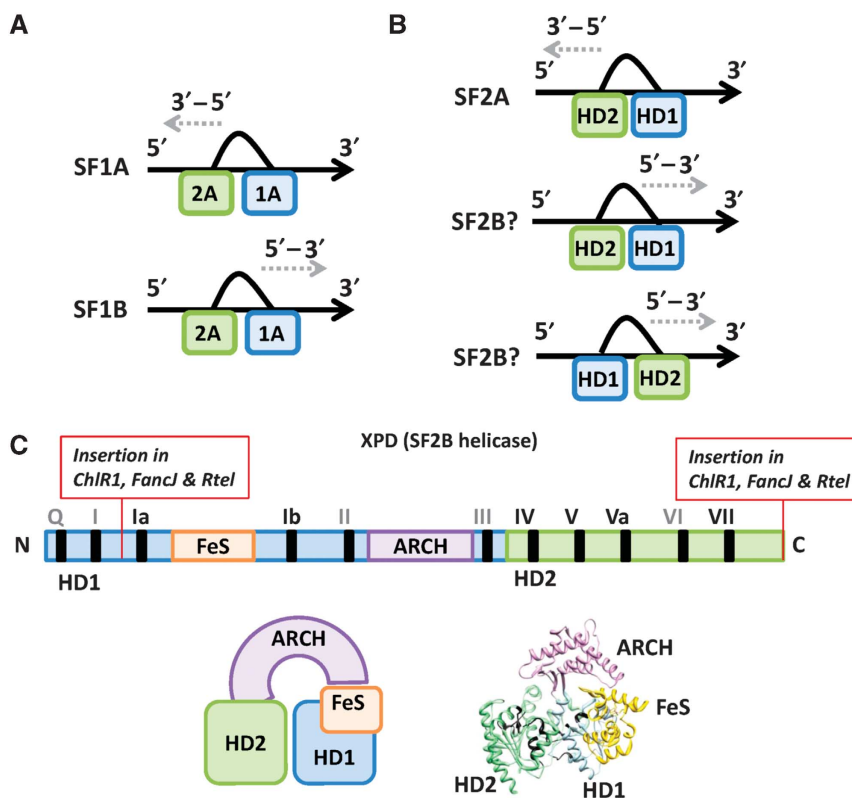 A
3′–5′
5′
3′
SF1A
2A
1A
5′–3′
5′
3′
SF1B
2A
1A
B
3′–5′
5′
3′
SF2A
HD2
HD1
5′–3′
5′
3′
SF2B?
HD2
HD1
5′–3′
5′
3′
SF2B?
HD1
HD2
C
XPD (SF2B helicase)
Insertion in
ChlR1, FancJ & Rtel
Insertion in
ChlR1, FancJ & Rtel
Q I Ia Ib II III IV V Va VI VII
N FeS ARCH C
HD1 HD2
ARCH
FeS
HD2
HD1
ARCH
FeS
HD2
HD1